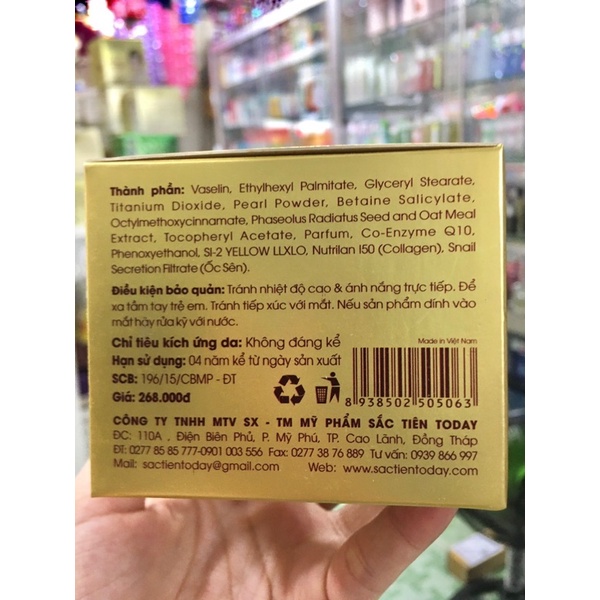 Thành phần: Vaselin, Ethylhexyl Palmitate, Glyceryl Stearate,
Titanium Dioxide, Pearl Powder, Betaine Salicylate,
Octylmethoxycinnamate, Phaseolus Radiatus Seed and Oat Meal
Extract, Tocopheryl Acetate, Parfum, Co-Enzyme Q10,
Phenoxyethanol, SI-2 YELLOW LLXLO, Nutrilan I50 (Collagen), Snail
Secretion Filtrate (Ốc Sên).
Điều kiện bảo quản: Tránh nhiệt độ cao & ánh nắng trực tiếp. Để
xa tầm tay trẻ em. Tránh tiếp xúc với mắt. Nếu sản phẩm dính vào
mắt hãy rửa kỹ với nước.
Chỉ tiêu kích ứng da: Không đáng kể
Hạn sử dụng: 04 năm kể từ ngày sản xuất
SCB: 196/15/CBMP - ĐT
Giá: 268.000đ
Made in Việt Nam
8 938502 505063
CÔNG TY TNHH MTV SX - TM MỸ PHẨM SẮC TIÊN TODAY
ĐC: 110A , Điện Biên Phủ, P. Mỹ Phú, TP. Cao Lãnh, Đồng Tháp
ĐT: 0277 85 85 777-0901 003 556 Fax: 0277 38 76 889 Tư vấn: 0939 866 997
Mail: sactientoday@gmail.com Web: www.sactientoday.com